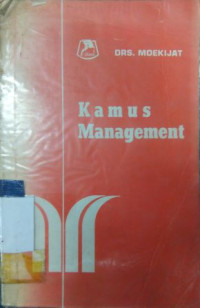 DRS. MOEKIJAT
Kamus
Management